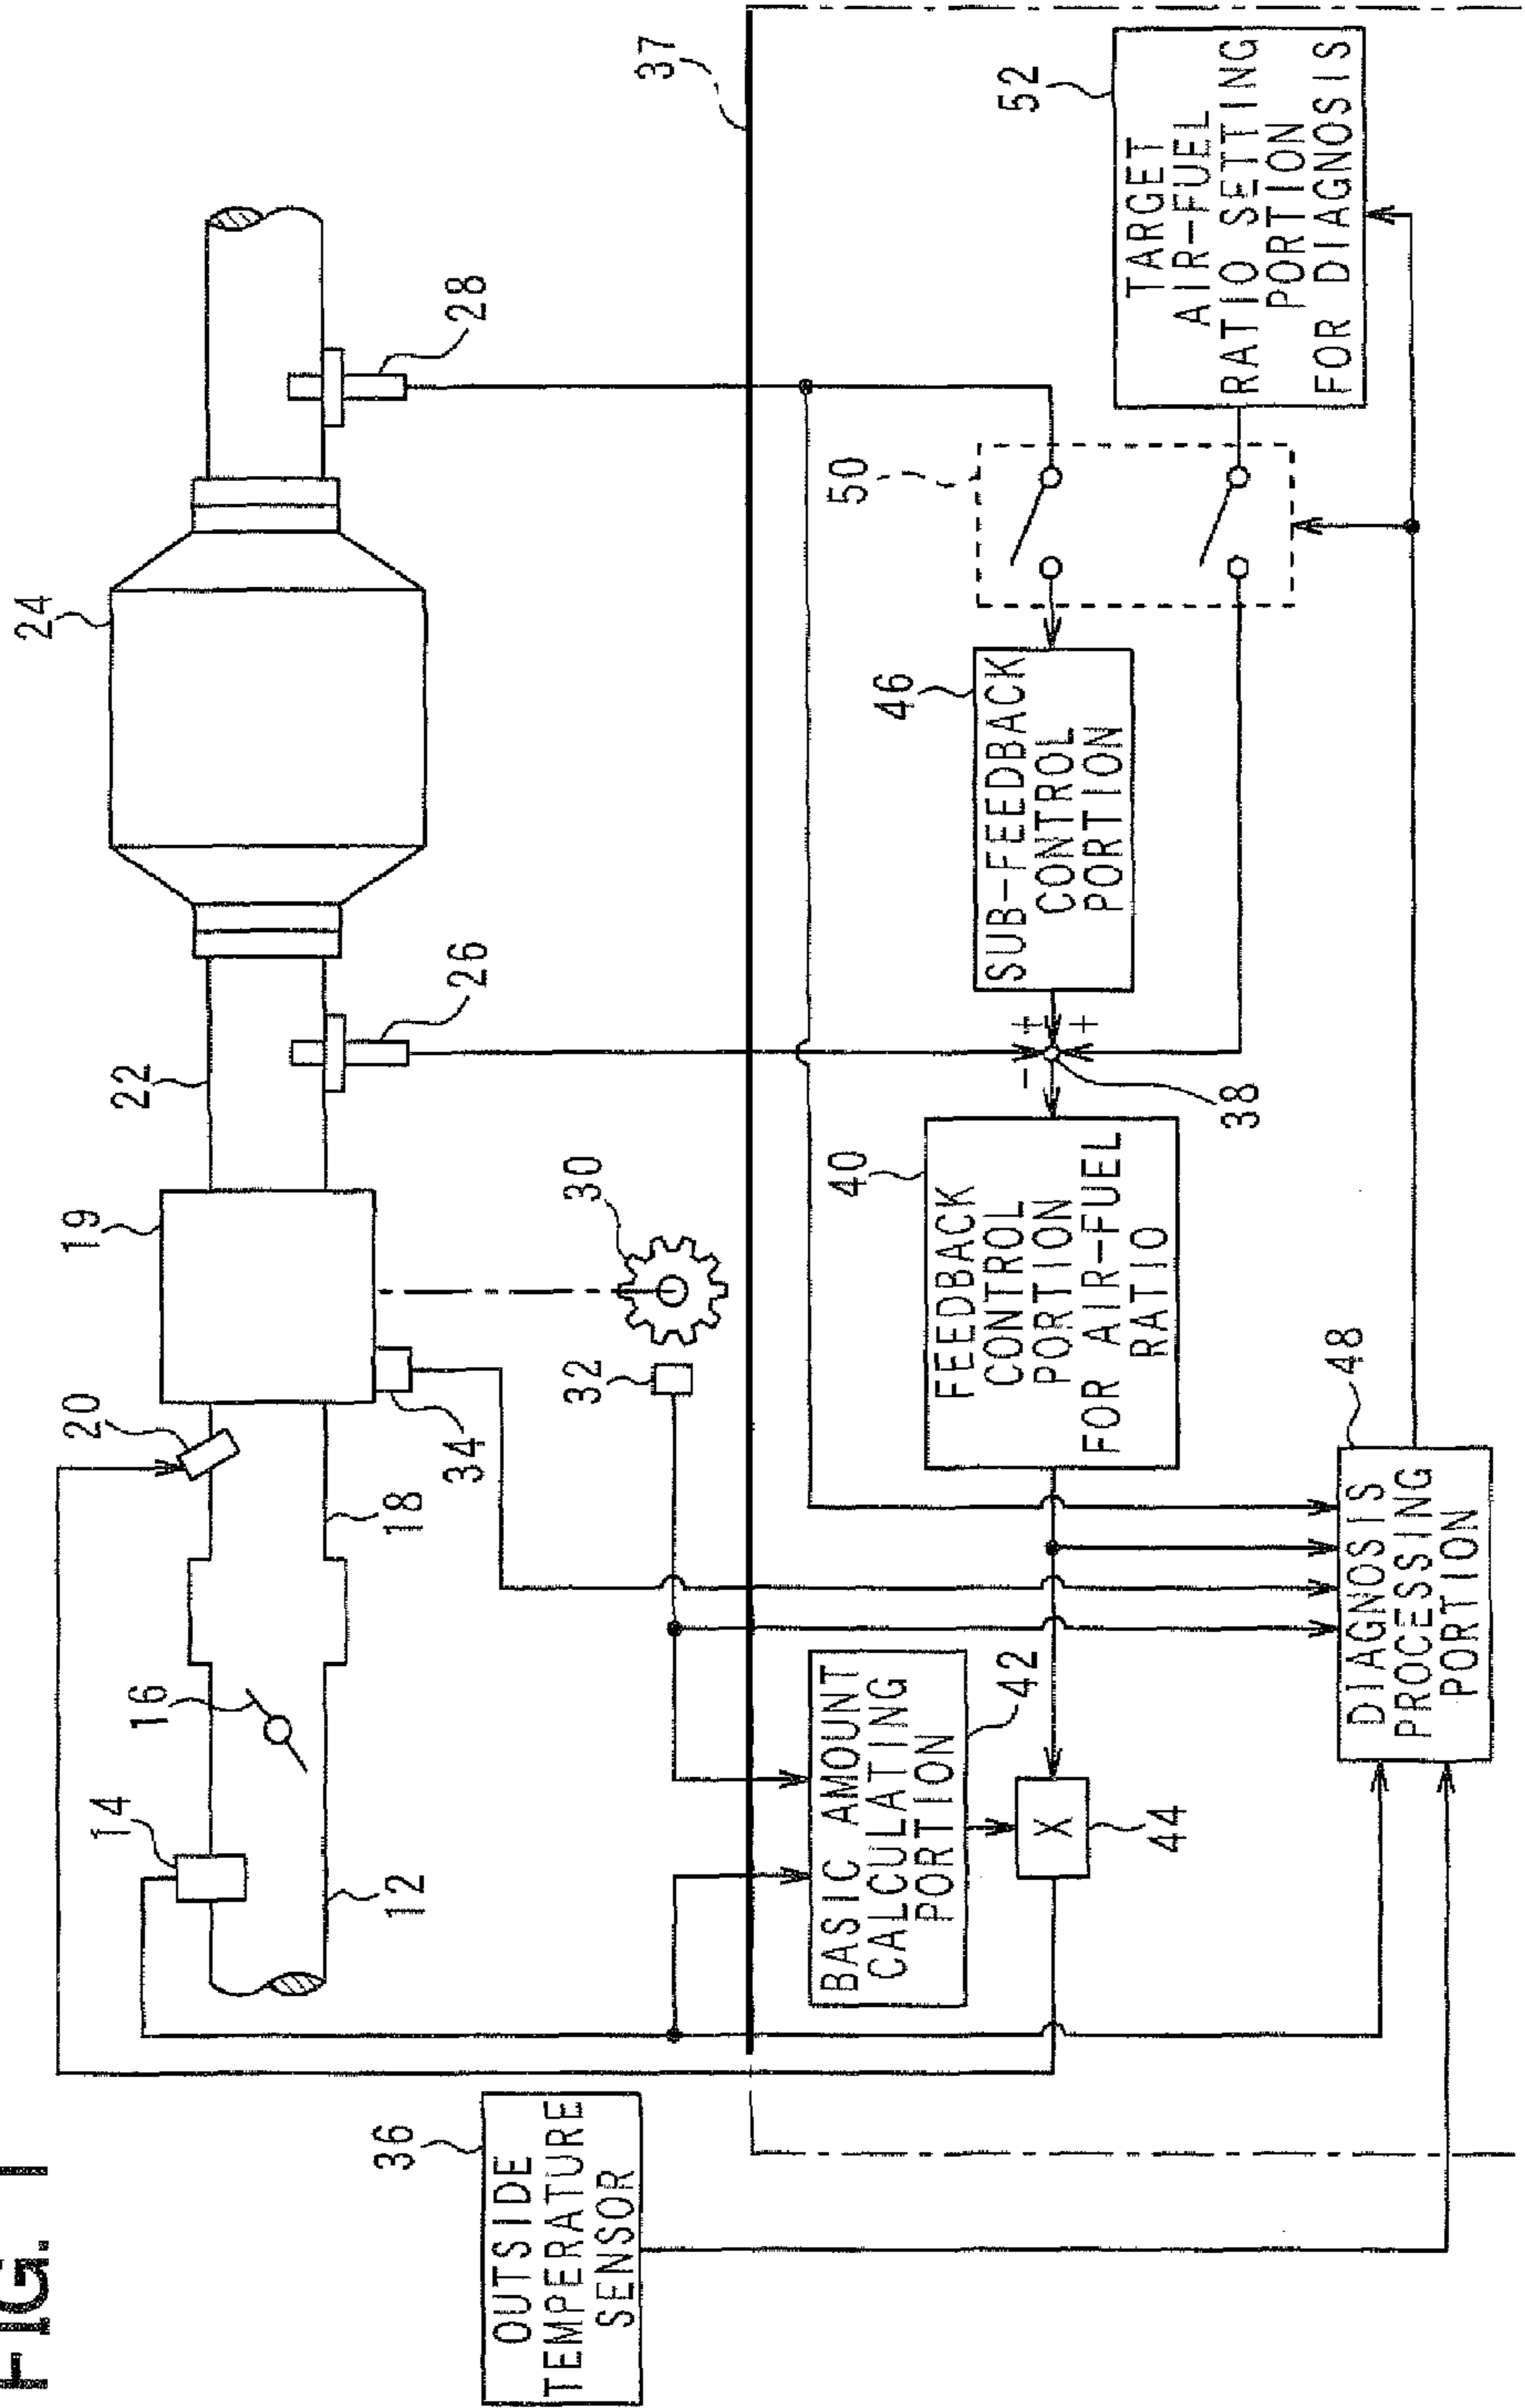 FIG. 1
14
16
20
19
22
24
12
18
34
26
28
32
30
37
36
OUTSIDE
TEMPERATURE
SENSOR
BASIC AMOUNT
CALCULATING
PORTION
42
X
44
40
FEEDBACK
CONTROL
PORTION
FOR AIR-FUEL
RATIO
-
+
+
38
46
SUB-FEEDBACK
CONTROL
PORTION
50
52
TARGET
AIR-FUEL
RATIO SETTING
PORTION
FOR DIAGNOSIS
48
DIAGNOSIS
PROCESSING
PORTION